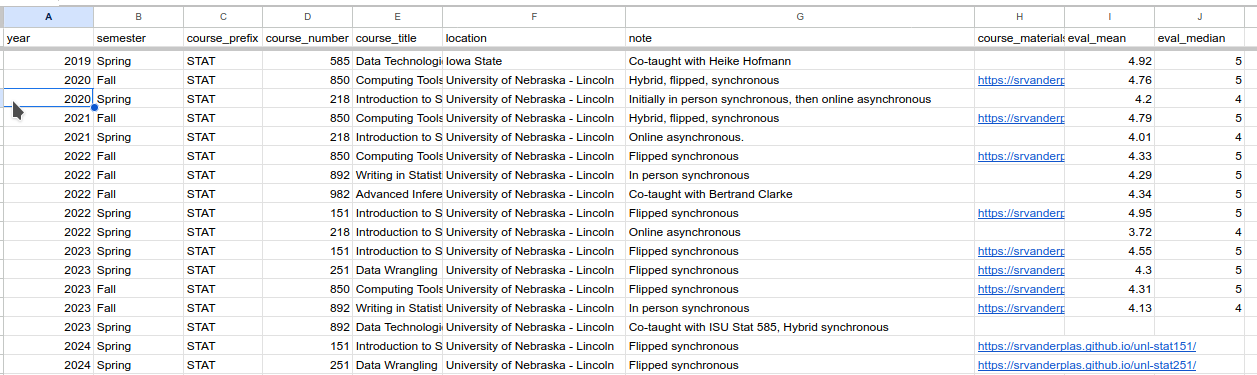 A B C D E F G H I J
year semester course_prefix course_number course_title location note course_materials eval_mean eval_median
2019 Spring STAT 585 Data Technologi Iowa State Co-taught with Heike Hofmann 4.92 5
2020 Fall STAT 850 Computing Tools University of Nebraska - Lincoln Hybrid, flipped, synchronous https://srvanderp 4.76 5
2020 Spring STAT 218 Introduction to S University of Nebraska - Lincoln Initially in person synchronous, then online asynchronous 4.2 4
2021 Fall STAT 850 Computing Tools University of Nebraska - Lincoln Hybrid, flipped, synchronous https://srvanderp 4.79 5
2021 Spring STAT 218 Introduction to S University of Nebraska - Lincoln Online asynchronous. 4.01 4
2022 Fall STAT 850 Computing Tools University of Nebraska - Lincoln Flipped synchronous https://srvanderp 4.33 5
2022 Fall STAT 892 Writing in Statist University of Nebraska - Lincoln In person synchronous 4.29 5
2022 Fall STAT 982 Advanced Infere University of Nebraska - Lincoln Co-taught with Bertrand Clarke 4.34 5
2022 Spring STAT 151 Introduction to S University of Nebraska - Lincoln Flipped synchronous https://srvanderp 4.95 5
2022 Spring STAT 218 Introduction to S University of Nebraska - Lincoln Online asynchronous 3.72 4
2023 Spring STAT 151 Introduction to S University of Nebraska - Lincoln Flipped synchronous https://srvanderp 4.55 5
2023 Spring STAT 251 Data Wrangling University of Nebraska - Lincoln Flipped synchronous https://srvanderp 4.3 5
2023 Fall STAT 850 Computing Tools University of Nebraska - Lincoln Flipped synchronous https://srvanderp 4.31 5
2023 Fall STAT 892 Writing in Statist University of Nebraska - Lincoln In person synchronous https://srvanderp 4.13 4
2023 Spring STAT 892 Data Technologi University of Nebraska - Lincoln Co-taught with ISU Stat 585, Hybrid synchronous
2024 Spring STAT 151 Introduction to S University of Nebraska - Lincoln Flipped synchronous https://srvanderplas.github.io/unl-stat151/
2024 Spring STAT 251 Data Wrangling University of Nebraska - Lincoln Flipped synchronous https://srvanderplas.github.io/unl-stat251/